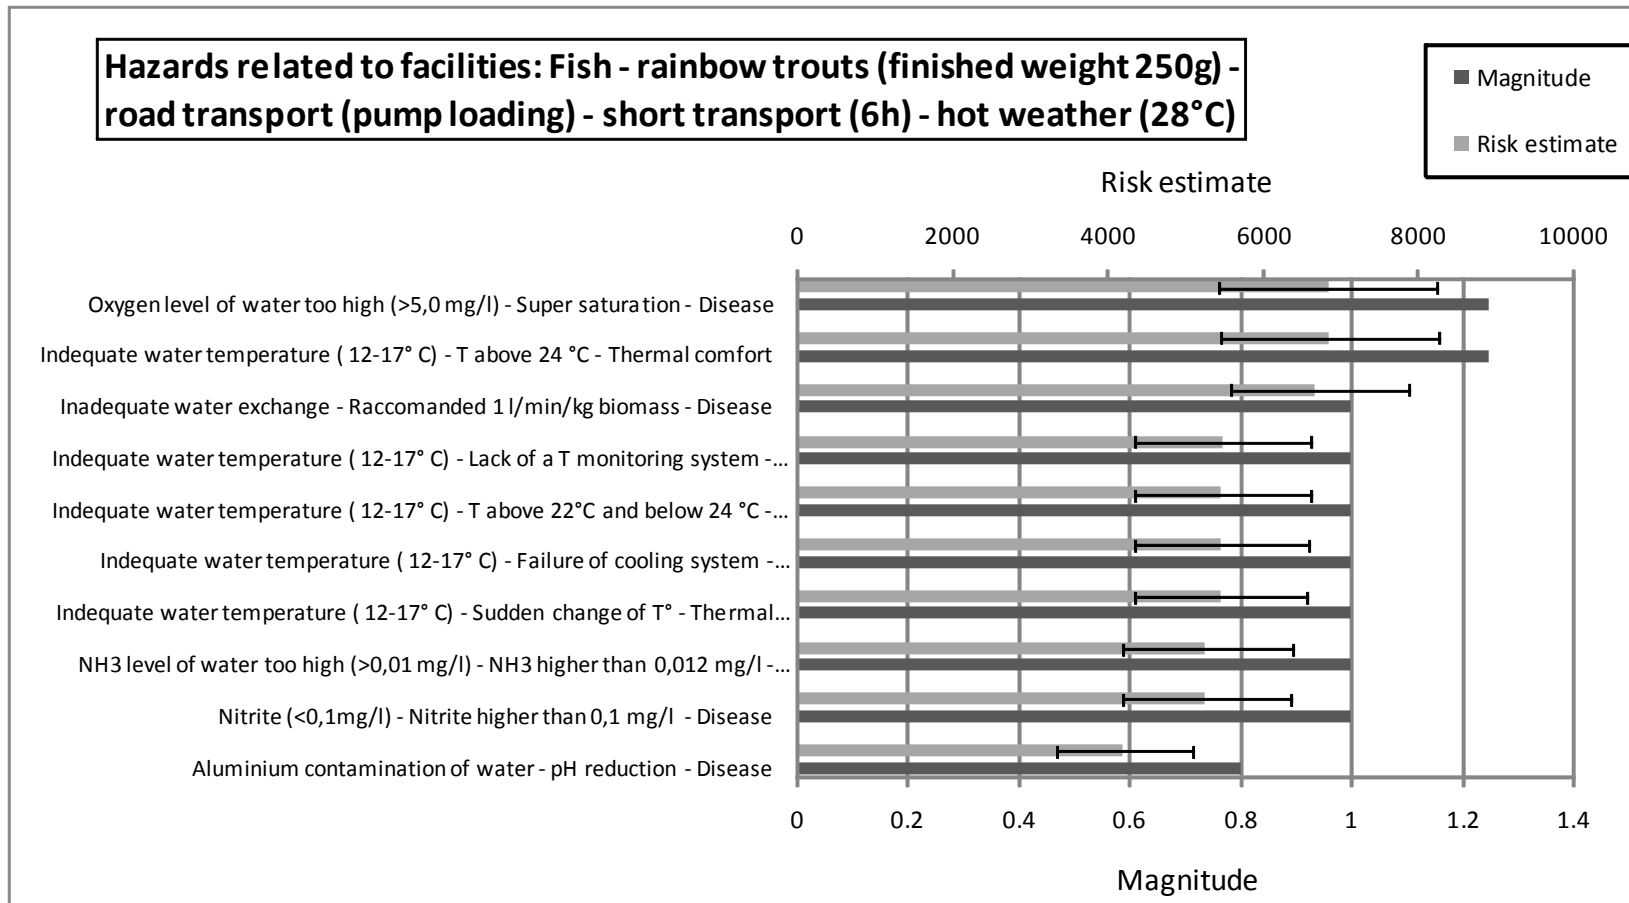 Hazards related to facilities: Fish - rainbow trouts (finished weight 250g) -
road transport (pump loading) - short transport (6h) - hot weather (28°C)
Magnitude
Risk estimate
Risk estimate
0 2000 4000 6000 8000 10000
Oxygen level of water too high (>5,0 mg/l) - Super saturation - Disease
Indequate water temperature ( 12-17° C) - T above 24 °C - Thermal comfort
Inadequate water exchange - Raccomanded 1 l/min/kg biomass - Disease
Indequate water temperature ( 12-17° C) - Lack of a T monitoring system -...
Indequate water temperature ( 12-17° C) - T above 22°C and below 24 °C -...
Indequate water temperature ( 12-17° C) - Failure of cooling system -...
Indequate water temperature ( 12-17° C) - Sudden change of T° - Thermal...
NH3 level of water too high (>0,01 mg/l) - NH3 higher than 0,012 mg/l -...
Nitrite (<0,1mg/l) - Nitrite higher than 0,1 mg/l - Disease
Aluminium contamination of water - pH reduction - Disease
0 0.2 0.4 0.6 0.8 1 1.2 1.4
Magnitude